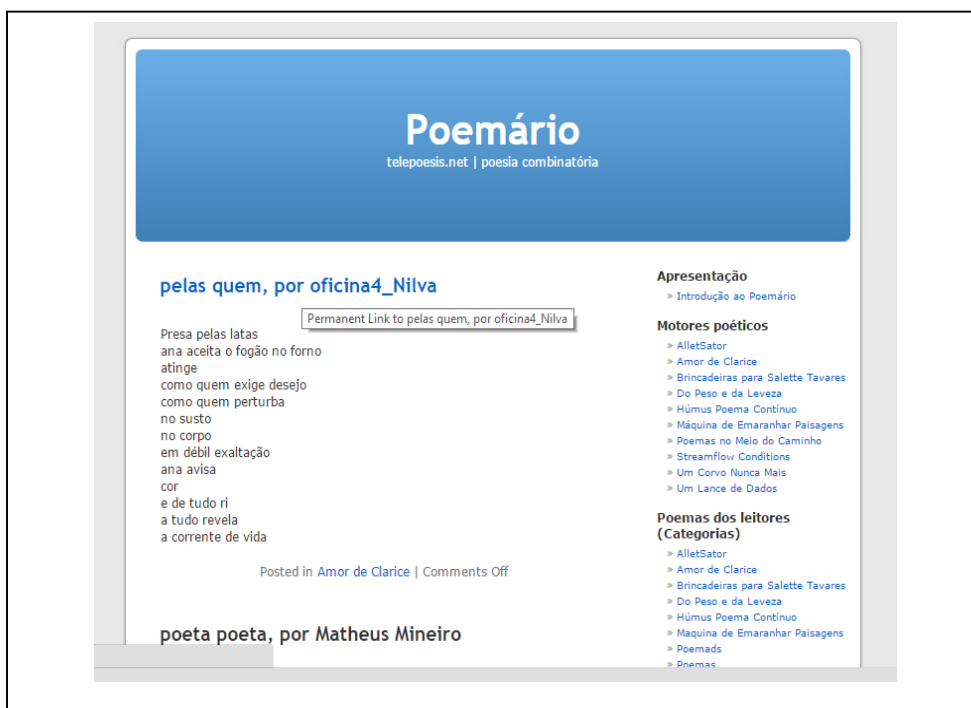 Poemário
telepoesis.net | poesia combinatória
pelas quem, por oficina4_Nilva
Permanent Link to pelas quem, por oficina4_Nilva
Presa pelas latas
ana aceita o fogão no forno
atinge
como quem exige desejo
como quem perturba
no susto
no corpo
em débil exaltação
ana avisa
cor
e de tudo ri
a tudo revela
a corrente de vida
Posted in Amor de Clarice | Comments Off
poeta poeta, por Matheus Mineiro
Apresentação
» Introdução ao Poemário
Motores poéticos
» AlletSator
» Amor de Clarice
» Brincadeiras para Salette Tavares
» Do Peso e da Leveza
» Húmus Poema Contínuo
» Máquina de Emaranhar Paisagens
» Poemas no Meio do Caminho
» Streamflow Conditions
» Um Corvo Nunca Mais
» Um Lance de Dados
Poemas dos leitores
(Categorias)
» AlletSator
» Amor de Clarice
» Brincadeiras para Salette Tavares
» Do Peso e da Leveza
» Húmus Poema Contínuo
» Maquina de Emaranhar Paisagens
» Poemads
» Poemas